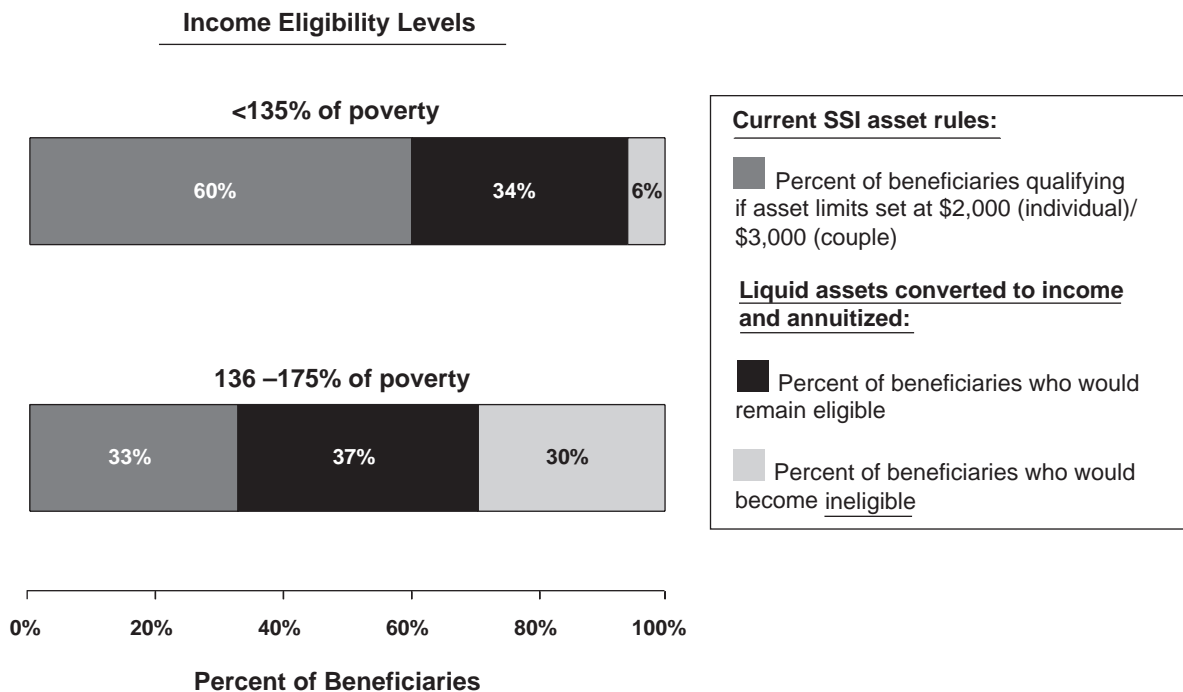 Income Eligibility Levels
<135% of poverty
60%
34%
6%
136 –175% of poverty
33%
37%
30%
0%
20%
40%
60%
80%
100%
Percent of Beneficiaries
Current SSI asset rules:
Percent of beneficiaries qualifying
if asset limits set at $2,000 (individual)/
$3,000 (couple)
Liquid assets converted to income
and annuitized:
Percent of beneficiaries who would
remain eligible
Percent of beneficiaries who would
become ineligible